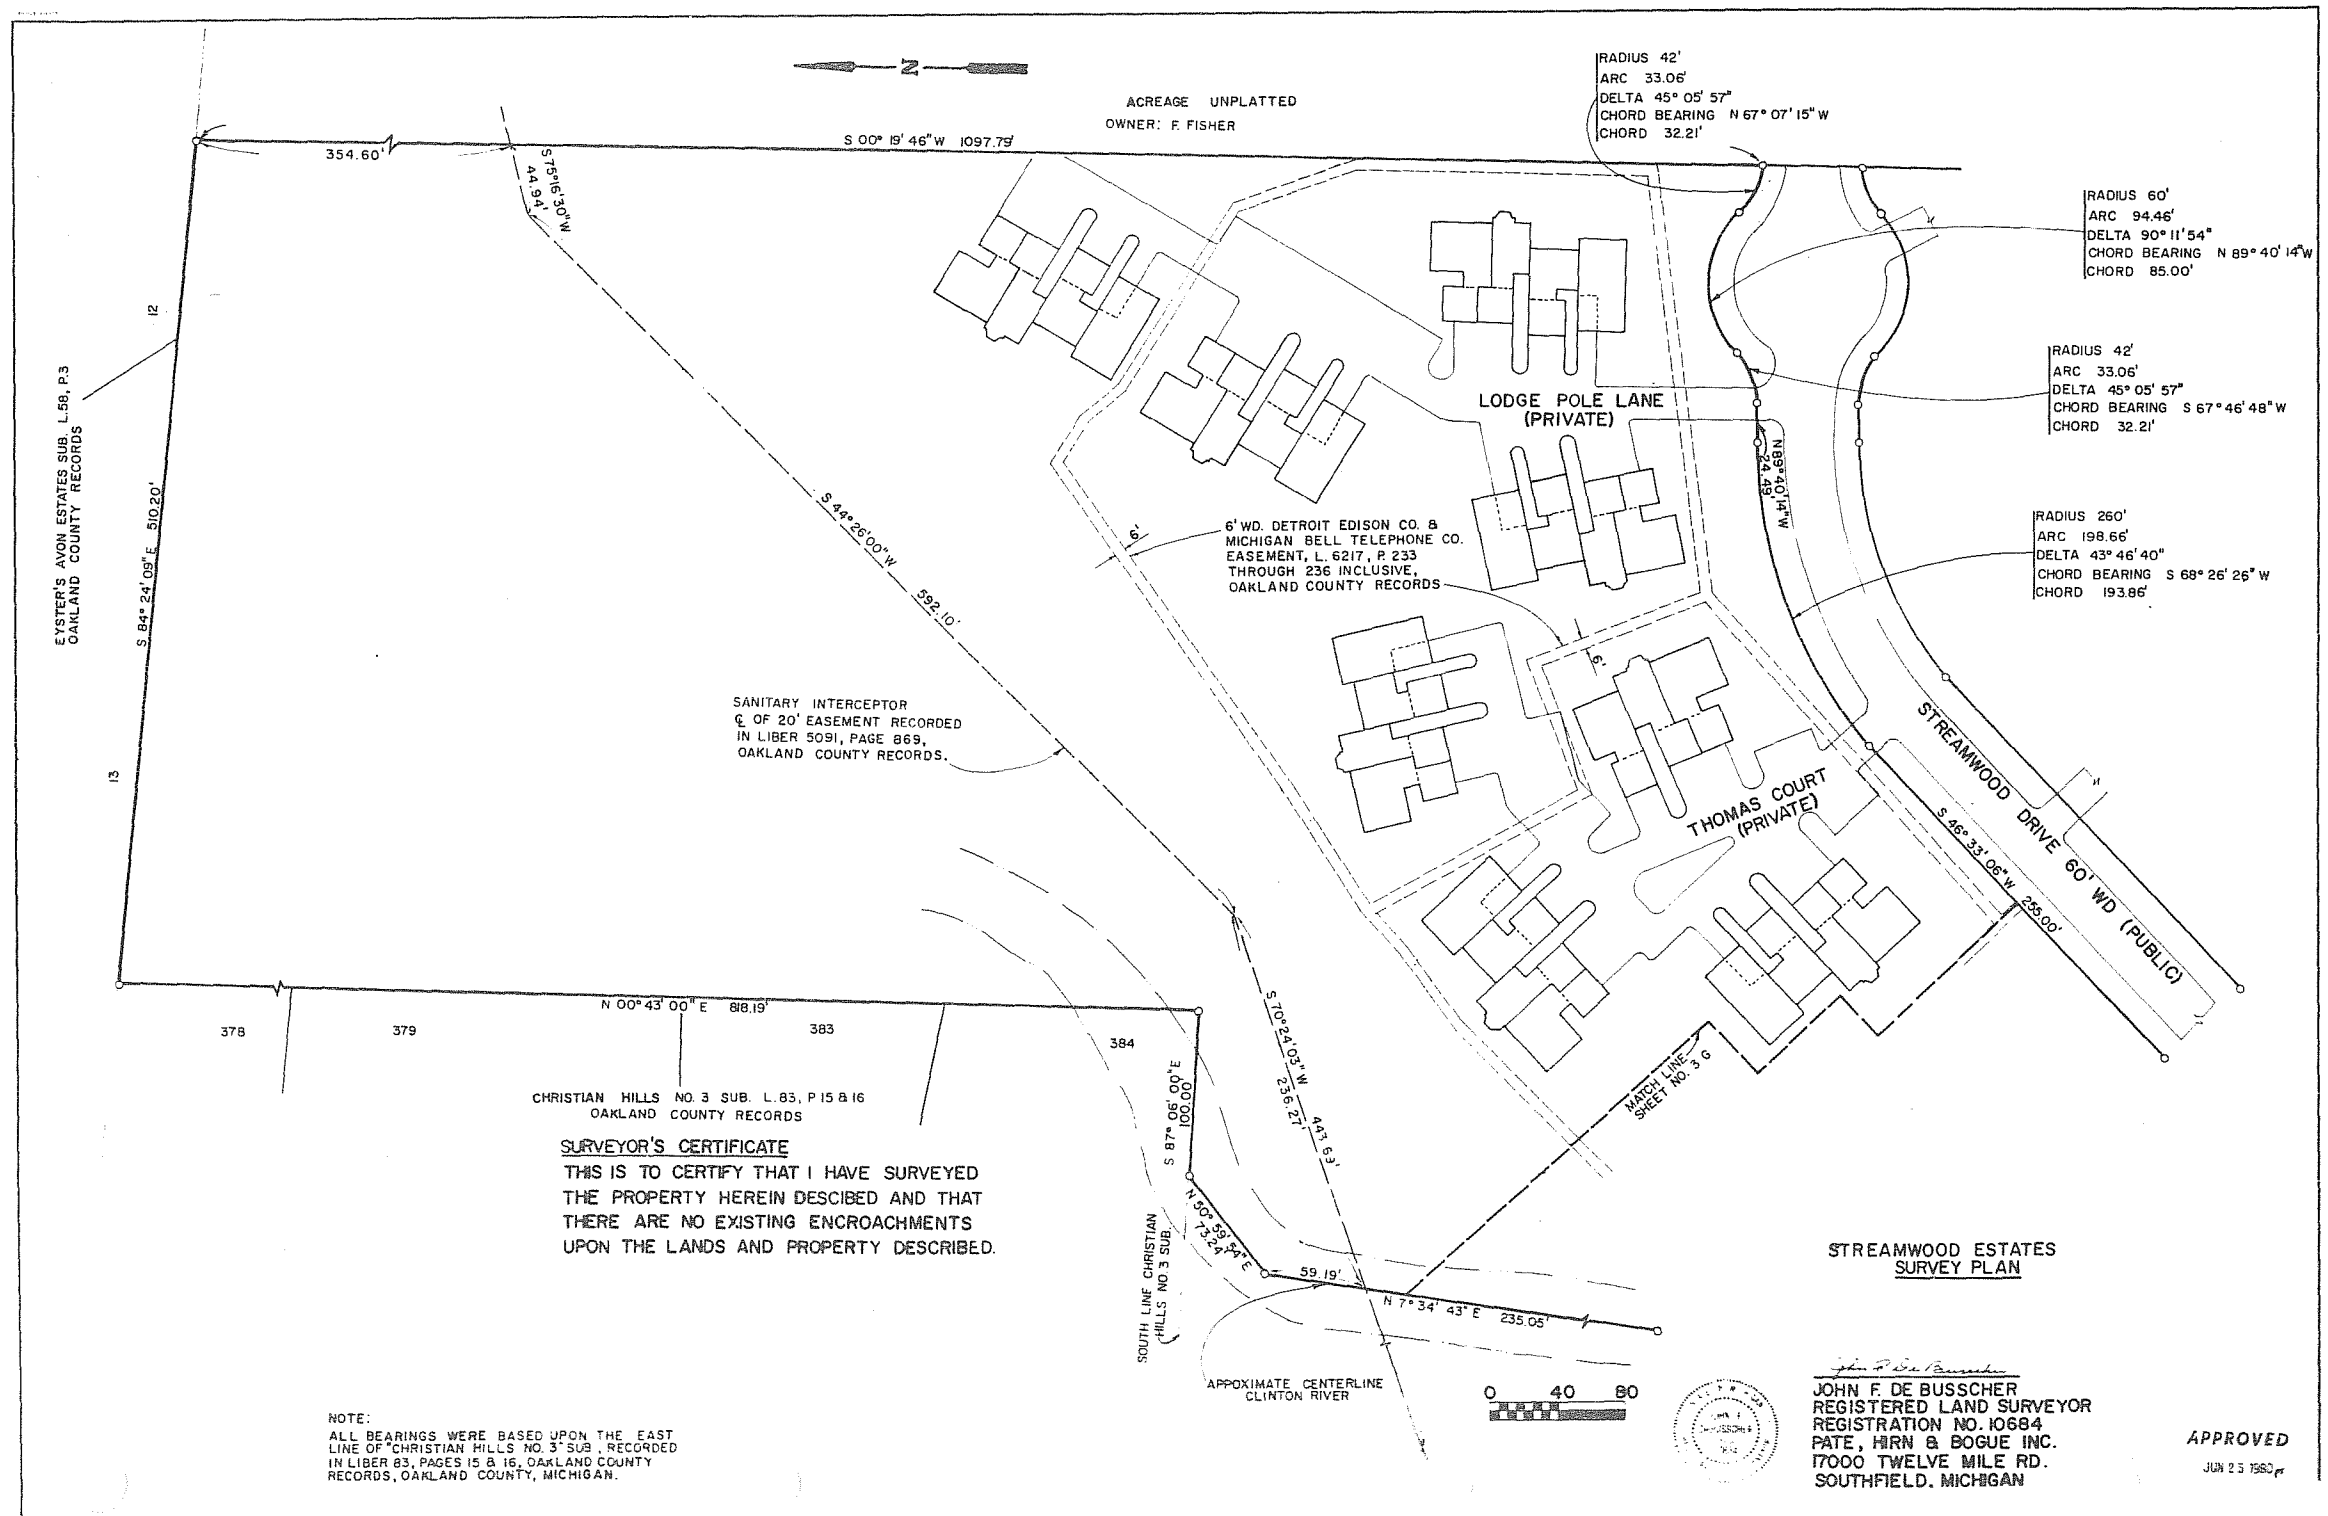 N
ACREAGE UNPLATTED
OWNER: F. FISHER
S 00° 19' 46" W 1097.79'
354.60'
S 75°16'30" W
44.94'
RADIUS 42'
ARC 33.06'
DELTA 45° 05' 57"
CHORD BEARING N 67° 07' 15" W
CHORD 32.21'
RADIUS 60'
ARC 94.46'
DELTA 90° 11' 54"
CHORD BEARING N 89° 40' 14" W
CHORD 85.00'
RADIUS 42'
ARC 33.06'
DELTA 45° 05' 57"
CHORD BEARING S 67° 46' 48" W
CHORD 32.21'
RADIUS 260'
ARC 198.66'
DELTA 43° 46' 40"
CHORD BEARING S 68° 26' 26" W
CHORD 193.86'
12
EYSTER'S AVON ESTATES SUB. L.58, P.3
OAKLAND COUNTY RECORDS
S 84° 24' 09" E 510.20'
13
LODGE POLE LANE
(PRIVATE)
N 89° 40' 14" W
24.49'
S 44° 26' 00" W 592.10'
6'
6' WD. DETROIT EDISON CO. &
MICHIGAN BELL TELEPHONE CO.
EASEMENT, L. 6217, P. 233
THROUGH 236 INCLUSIVE,
OAKLAND COUNTY RECORDS
6'
SANITARY INTERCEPTOR
℄ OF 20' EASEMENT RECORDED
IN LIBER 5091, PAGE 869,
OAKLAND COUNTY RECORDS.
THOMAS COURT
(PRIVATE)
STREAMWOOD DRIVE 60' WD (PUBLIC)
S 46° 33' 06" W 255.00'
N 00° 43' 00" E 818.19'
378
379
383
384
S 87° 06' 00" E
100.00'
S 70° 24' 03" W
236.27'
443.69'
MATCH LINE
SHEET NO. 3 G
CHRISTIAN HILLS NO. 3 SUB. L.83, P 15 & 16
OAKLAND COUNTY RECORDS
SURVEYOR'S CERTIFICATE
THIS IS TO CERTIFY THAT I HAVE SURVEYED
THE PROPERTY HEREIN DESCIBED AND THAT
THERE ARE NO EXISTING ENCROACHMENTS
UPON THE LANDS AND PROPERTY DESCRIBED.
N 50° 59' 54" E
73.24'
SOUTH LINE CHRISTIAN
HILLS NO. 3 SUB.
59.19'
N 7° 34' 43" E 235.05'
APPOXIMATE CENTERLINE
CLINTON RIVER
STREAMWOOD ESTATES
SURVEY PLAN
0 40 80
JOHN F. DE BUSSCHER
REGISTERED LAND SURVEYOR
REGISTRATION NO. 10684
PATE, HIRN & BOGUE INC.
17000 TWELVE MILE RD.
SOUTHFIELD, MICHIGAN
APPROVED
JUN 25 1980
NOTE:
ALL BEARINGS WERE BASED UPON THE EAST
LINE OF "CHRISTIAN HILLS NO. 3" SUB., RECORDED
IN LIBER 83, PAGES 15 & 16, OAKLAND COUNTY
RECORDS, OAKLAND COUNTY, MICHIGAN.